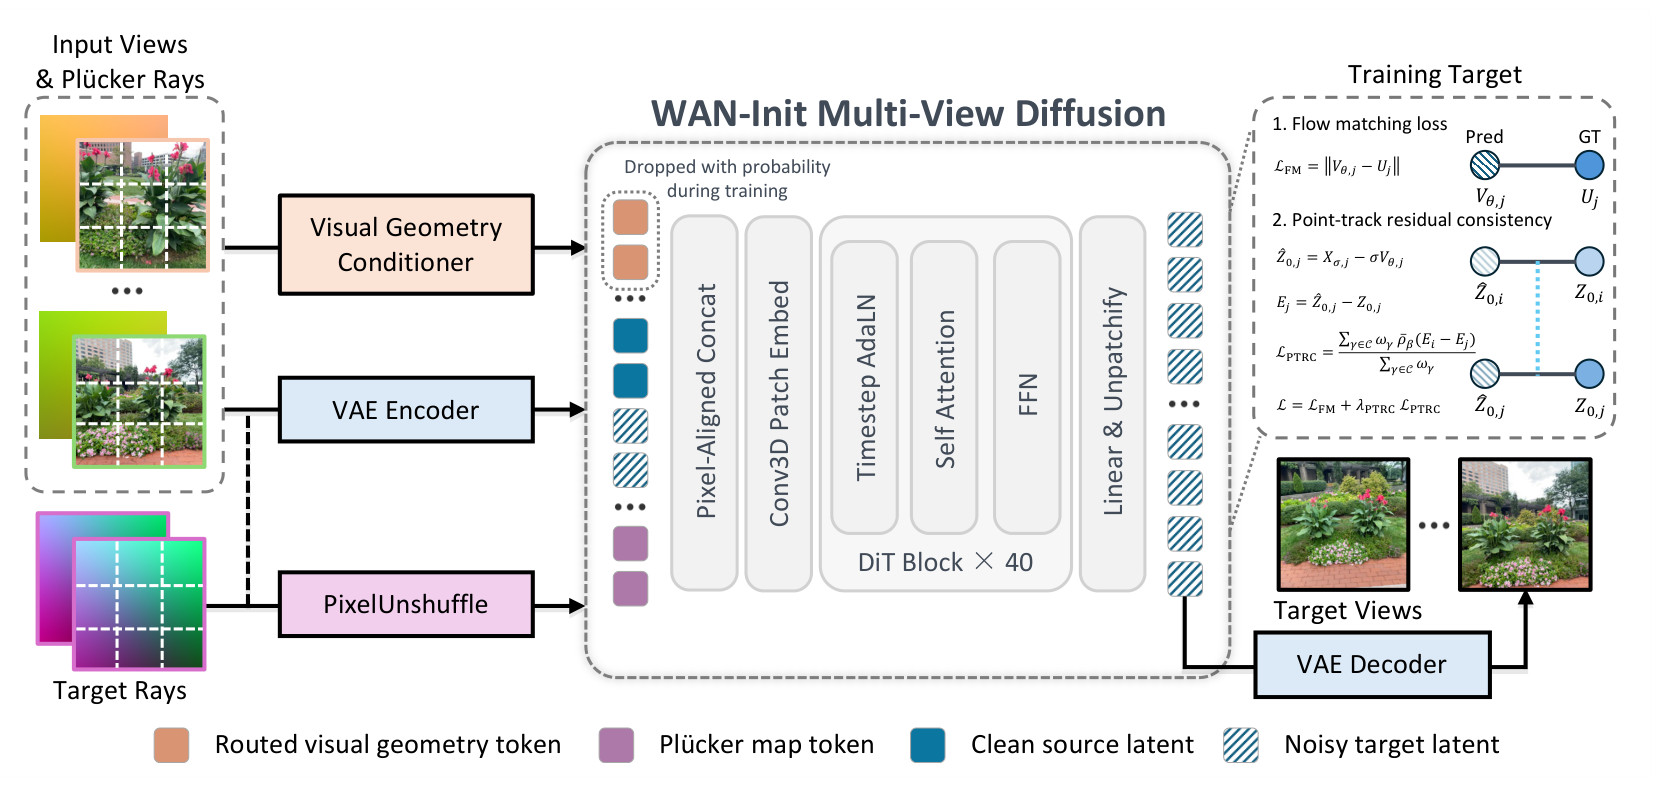 Input Views
& Plücker Rays
Target Rays
Visual Geometry
Conditioner
VAE Encoder
PixelUnshuffle
WAN-Init Multi-View Diffusion
Dropped with probability
during training
Pixel-Aligned Concat
Conv3D Patch Embed
Timestep AdaLN
Self Attention
FFN
DiT Block × 40
Linear & Unpatchify
Training Target
1. Flow matching loss
Pred
GT
ℒ_FM = ‖V_θ,j − U_j‖
V_θ,j
U_j
2. Point-track residual consistency
Ẑ_0,j = X_σ,j − σV_θ,j
Ẑ_0,i
Z_0,i
E_j = Ẑ_0,j − Z_0,j
ℒ_PTRC = ∑_γ∈𝒞 ω_γ ρ̄_β(E_i − E_j) / ∑_γ∈𝒞 ω_γ
Ẑ_0,j
Z_0,j
ℒ = ℒ_FM + λ_PTRC ℒ_PTRC
Target Views
VAE Decoder
Routed visual geometry token
Plücker map token
Clean source latent
Noisy target latent